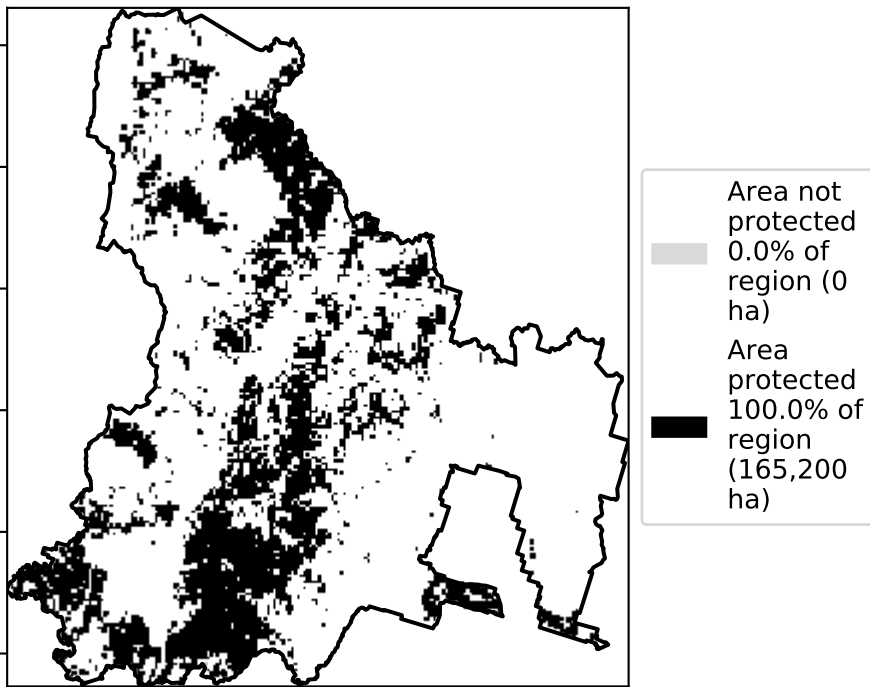 Area not
protected
0.0% of
region (0
ha)
Area
protected
100.0% of
region
(165,200
ha)